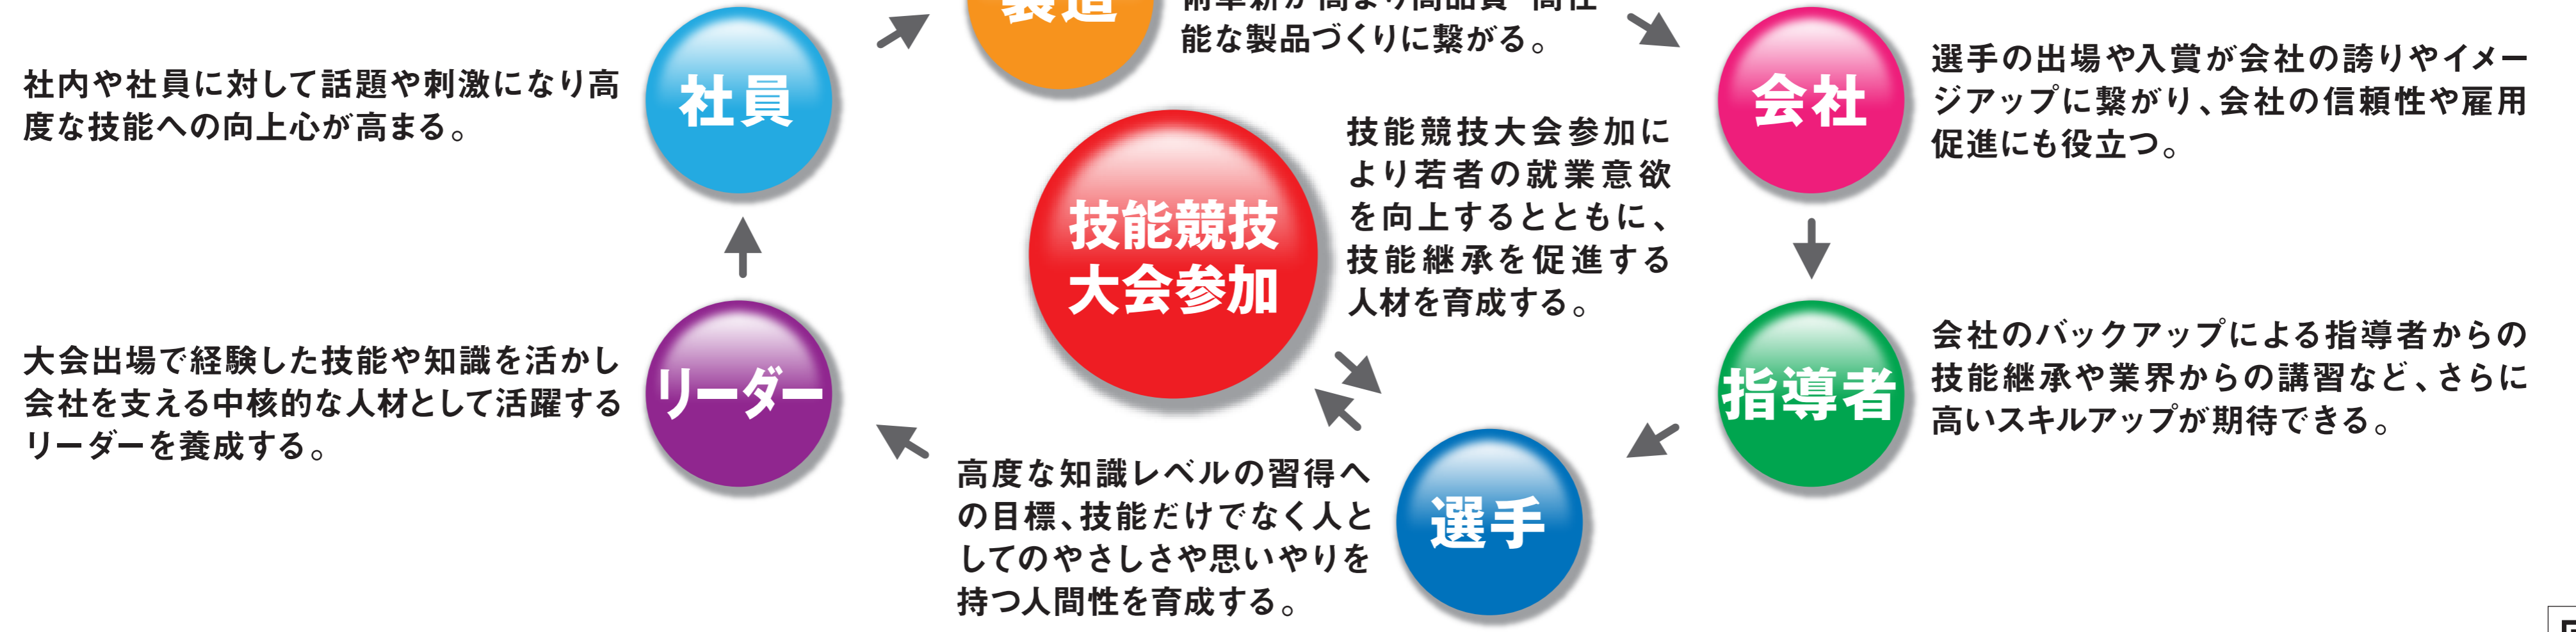 製造
術革新が高まり高品質・高性
能な製品づくりに繋がる。
社員
社内や社員に対して話題や刺激になり高
度な技能への向上心が高まる。
会社
選手の出場や入賞が会社の誇りやイメー
ジアップに繋がり、会社の信頼性や雇用
促進にも役立つ。
技能競技
大会参加
技能競技大会参加に
より若者の就業意欲
を向上するとともに、
技能継承を促進する
人材を育成する。
リーダー
大会出場で経験した技能や知識を活かし
会社を支える中核的な人材として活躍する
リーダーを養成する。
指導者
会社のバックアップによる指導者からの
技能継承や業界からの講習など、さらに
高いスキルアップが期待できる。
選手
高度な知識レベルの習得へ
の目標、技能だけでなく人と
してのやさしさや思いやりを
持つ人間性を育成する。